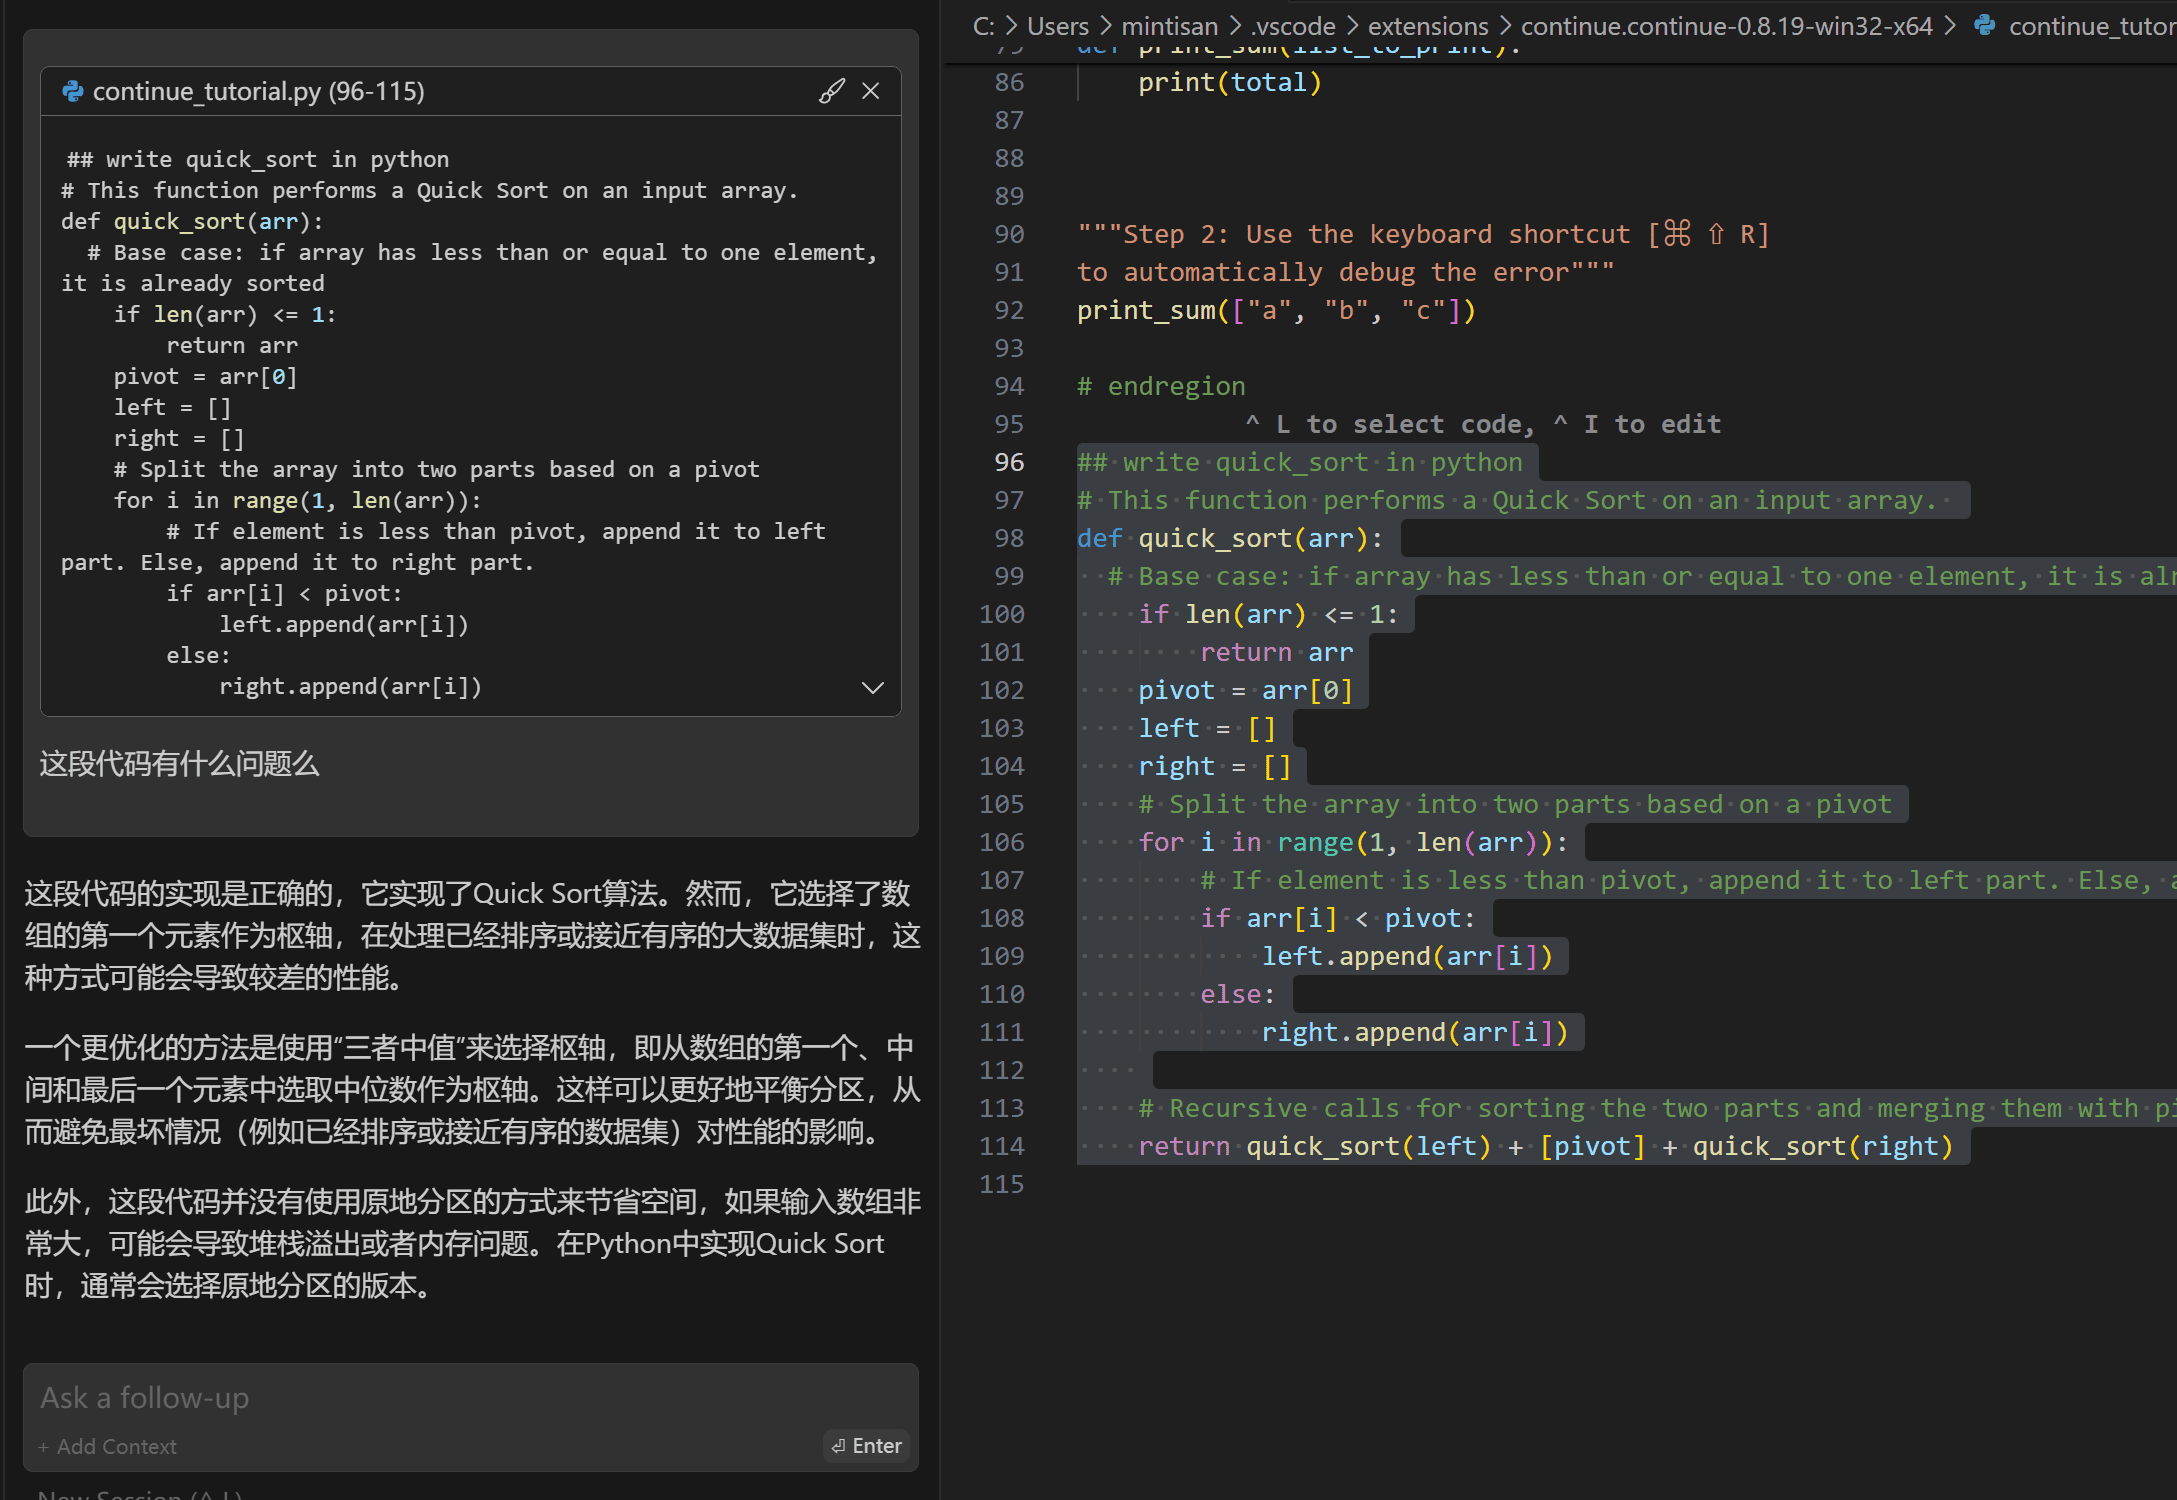 continue_tutorial.py (96-115)
## write quick_sort in python
# This function performs a Quick Sort on an input array.
def quick_sort(arr):
  # Base case: if array has less than or equal to one element,
it is already sorted
    if len(arr) <= 1:
        return arr
    pivot = arr[0]
    left = []
    right = []
    # Split the array into two parts based on a pivot
    for i in range(1, len(arr)):
        # If element is less than pivot, append it to left
part. Else, append it to right part.
        if arr[i] < pivot:
            left.append(arr[i])
        else:
            right.append(arr[i])
这段代码有什么问题么
这段代码的实现是正确的，它实现了Quick Sort算法。然而，它选择了数
组的第一个元素作为枢轴，在处理已经排序或接近有序的大数据集时，这
种方式可能会导致较差的性能。
一个更优化的方法是使用“三者中值”来选择枢轴，即从数组的第一个、中
间和最后一个元素中选取中位数作为枢轴。这样可以更好地平衡分区，从
而避免最坏情况（例如已经排序或接近有序的数据集）对性能的影响。
此外，这段代码并没有使用原地分区的方式来节省空间，如果输入数组非
常大，可能会导致堆栈溢出或者内存问题。在Python中实现Quick Sort
时，通常会选择原地分区的版本。
Ask a follow-up
+ Add Context
⏎ Enter
New Session (^ L)
C: > Users > mintisan > .vscode > extensions > continue.continue-0.8.19-win32-x64 > continue_tutor
79 def print_sum(list_to_print):
86     print(total)
87
88
89
90 """Step 2: Use the keyboard shortcut [⌘ ⇧ R]
91 to automatically debug the error"""
92 print_sum(["a", "b", "c"])
93
94 # endregion
95 ^ L to select code, ^ I to edit
96 ## write quick_sort in python
97 # This function performs a Quick Sort on an input array.
98 def quick_sort(arr):
99   # Base case: if array has less than or equal to one element, it is alr
100     if len(arr) <= 1:
101         return arr
102     pivot = arr[0]
103     left = []
104     right = []
105     # Split the array into two parts based on a pivot
106     for i in range(1, len(arr)):
107         # If element is less than pivot, append it to left part. Else, a
108         if arr[i] < pivot:
109             left.append(arr[i])
110         else:
111             right.append(arr[i])
112
113     # Recursive calls for sorting the two parts and merging them with pi
114     return quick_sort(left) + [pivot] + quick_sort(right)
115